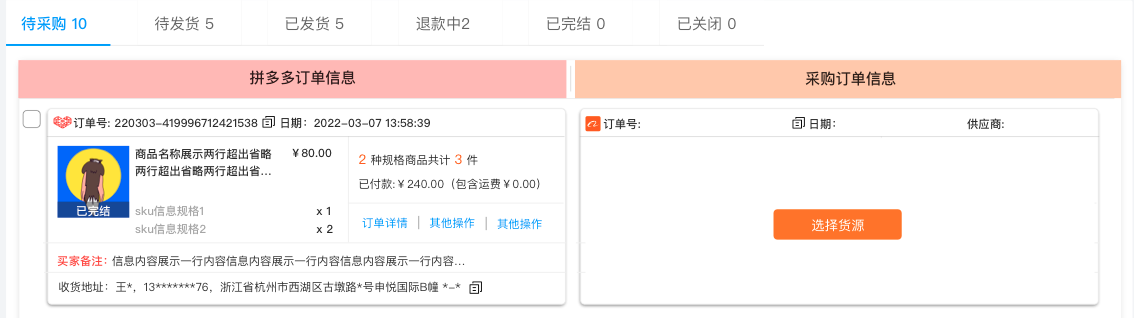 待采购 10 待发货 5 已发货 5 退款中2 已完结 0 已关闭 0
拼多多订单信息 采购订单信息
订单号: 220303-419996712421538 日期：2022-03-07 13:58:39
商品名称展示两行超出省略 ￥80.00
两行超出省略两行超出省...
已完结
sku信息规格1 x 1
sku信息规格2 x 2
2 种规格商品共计 3 件
已付款:￥240.00（包含运费￥0.00）
订单详情 | 其他操作 | 其他操作
买家备注：信息内容展示一行内容信息内容展示一行内容信息内容展示一行内容...
收货地址：王*，13*******76，浙江省杭州市西湖区古墩路*号申悦国际B幢 *-*
订单号: 日期： 供应商:
选择货源